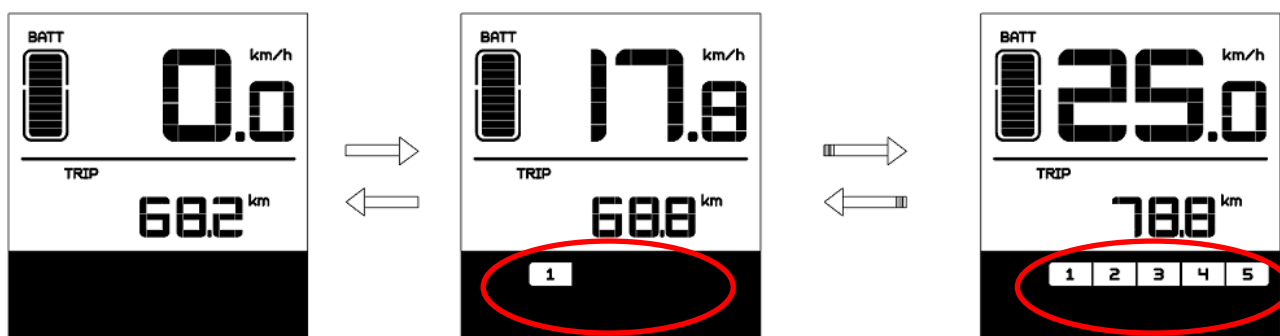 BATT
km/h
0.0
TRIP
68.2 km
BATT
km/h
17.8
TRIP
68.8 km
1
BATT
km/h
25.0
TRIP
78.8 km
1 2 3 4 5